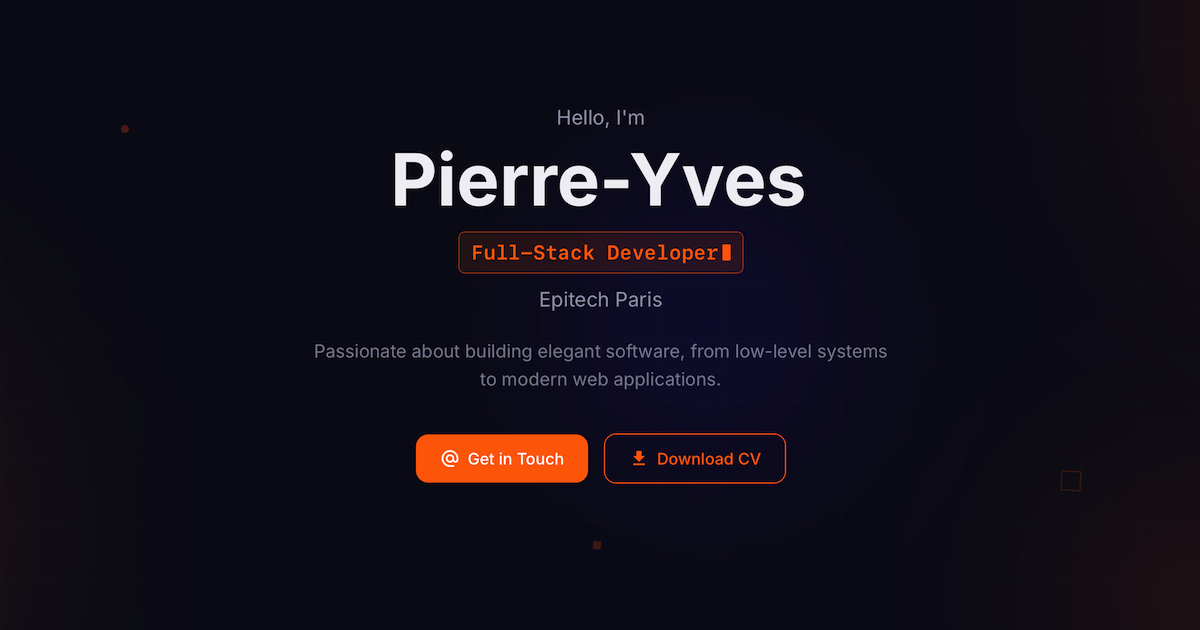 Hello, I'm
Pierre-Yves
Full-Stack Developer
Epitech Paris
Passionate about building elegant software, from low-level systems
to modern web applications.
Get in Touch
Download CV